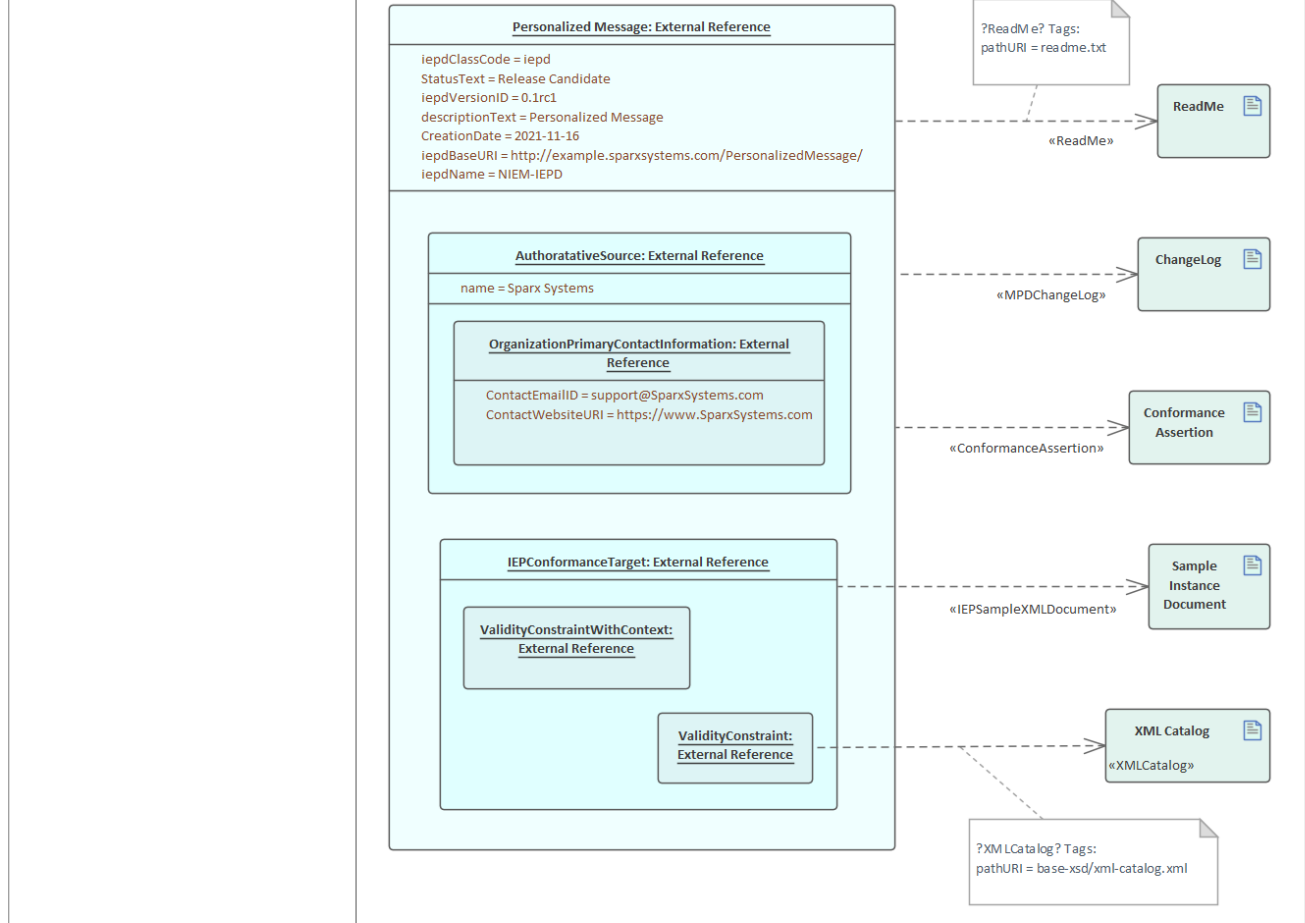 Personalized Message: External Reference
iepdClassCode = iepd
StatusText = Release Candidate
iepdVersionID = 0.1rc1
descriptionText = Personalized Message
CreationDate = 2021-11-16
iepdBaseURI = http://example.sparxsystems.com/PersonalizedMessage/
iepdName = NIEM-IEPD
AuthoratativeSource: External Reference
name = Sparx Systems
OrganizationPrimaryContactInformation: External
Reference
ContactEmailID = support@SparxSystems.com
ContactWebsiteURI = https://www.SparxSystems.com
IEPConformanceTarget: External Reference
ValidityConstraintWithContext:
External Reference
ValidityConstraint:
External Reference
?ReadMe? Tags:
pathURI = readme.txt
ReadMe
«ReadMe»
ChangeLog
«MPDChangeLog»
Conformance
Assertion
«ConformanceAssertion»
Sample
Instance
Document
«IEPSampleXMLDocument»
XML Catalog
«XMLCatalog»
?XMLCatalog? Tags:
pathURI = base-xsd/xml-catalog.xml